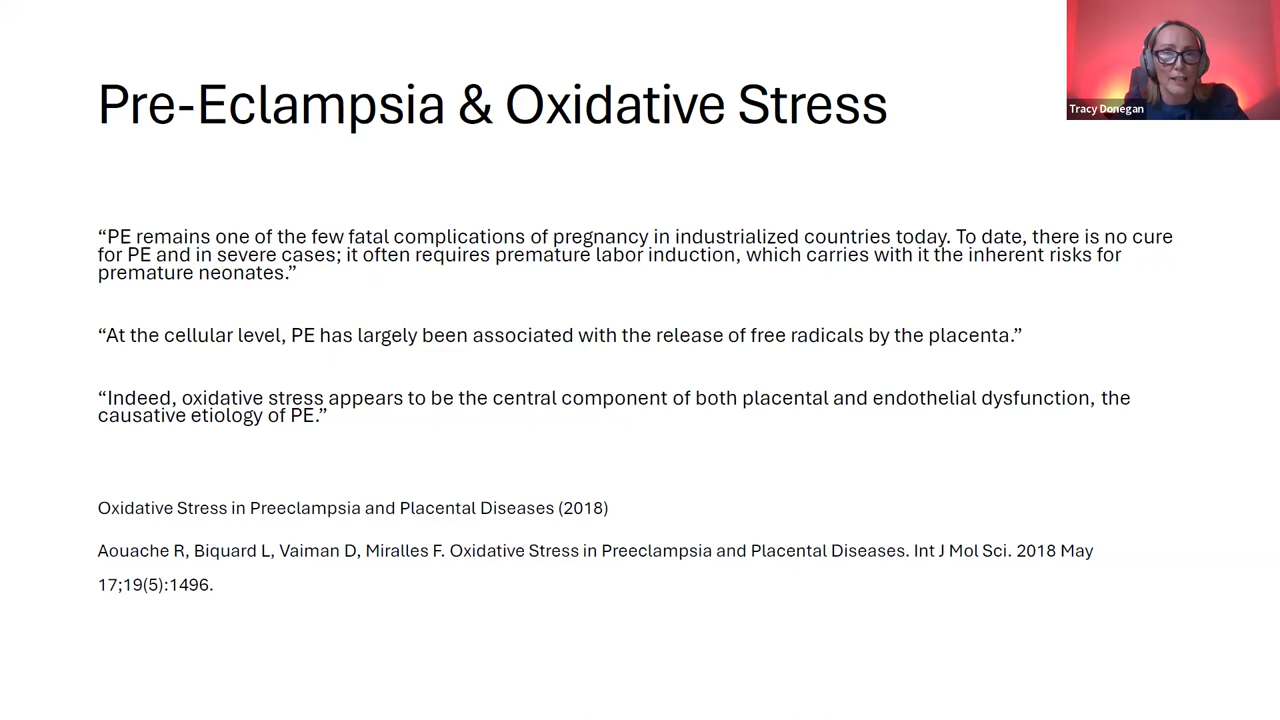 Pre-Eclampsia & Oxidative Stress
Tracy Donegan
“PE remains one of the few fatal complications of pregnancy in industrialized countries today. To date, there is no cure
for PE and in severe cases; it often requires premature labor induction, which carries with it the inherent risks for
premature neonates.”
“At the cellular level, PE has largely been associated with the release of free radicals by the placenta.”
“Indeed, oxidative stress appears to be the central component of both placental and endothelial dysfunction, the
causative etiology of PE.”
Oxidative Stress in Preeclampsia and Placental Diseases (2018)
Aouache R, Biquard L, Vaiman D, Miralles F. Oxidative Stress in Preeclampsia and Placental Diseases. Int J Mol Sci. 2018 May
17;19(5):1496.